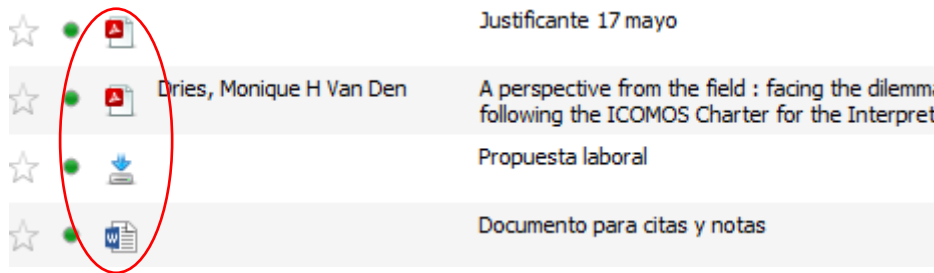 Justificante 17 mayo
Dries, Monique H Van Den
A perspective from the field : facing the dilemma
following the ICOMOS Charter for the Interpret
Propuesta laboral
Documento para citas y notas